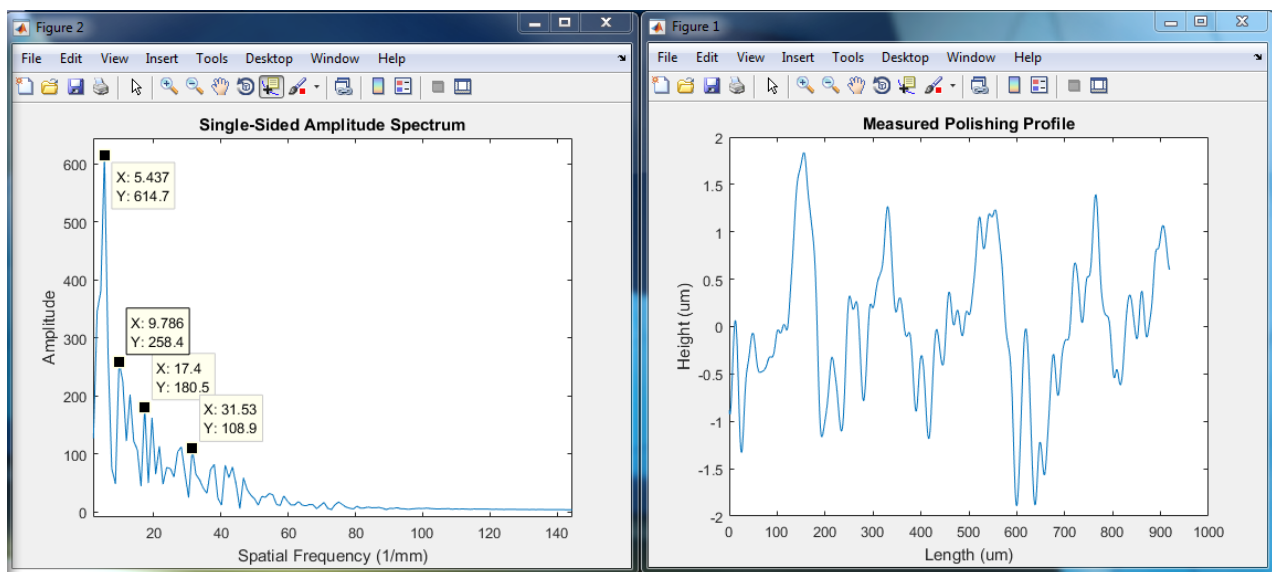 Figure 2
File Edit View Insert Tools Desktop Window Help
Single-Sided Amplitude Spectrum
600
500
400
300
200
100
0
Amplitude
X: 5.437
Y: 614.7
X: 9.786
Y: 258.4
X: 17.4
Y: 180.5
X: 31.53
Y: 108.9
20 40 60 80 100 120 140
Spatial Frequency (1/mm)
Figure 1
File Edit View Insert Tools Desktop Window Help
Measured Polishing Profile
2
1.5
1
0.5
0
-0.5
-1
-1.5
-2
Height (um)
0 100 200 300 400 500 600 700 800 900 1000
Length (um)